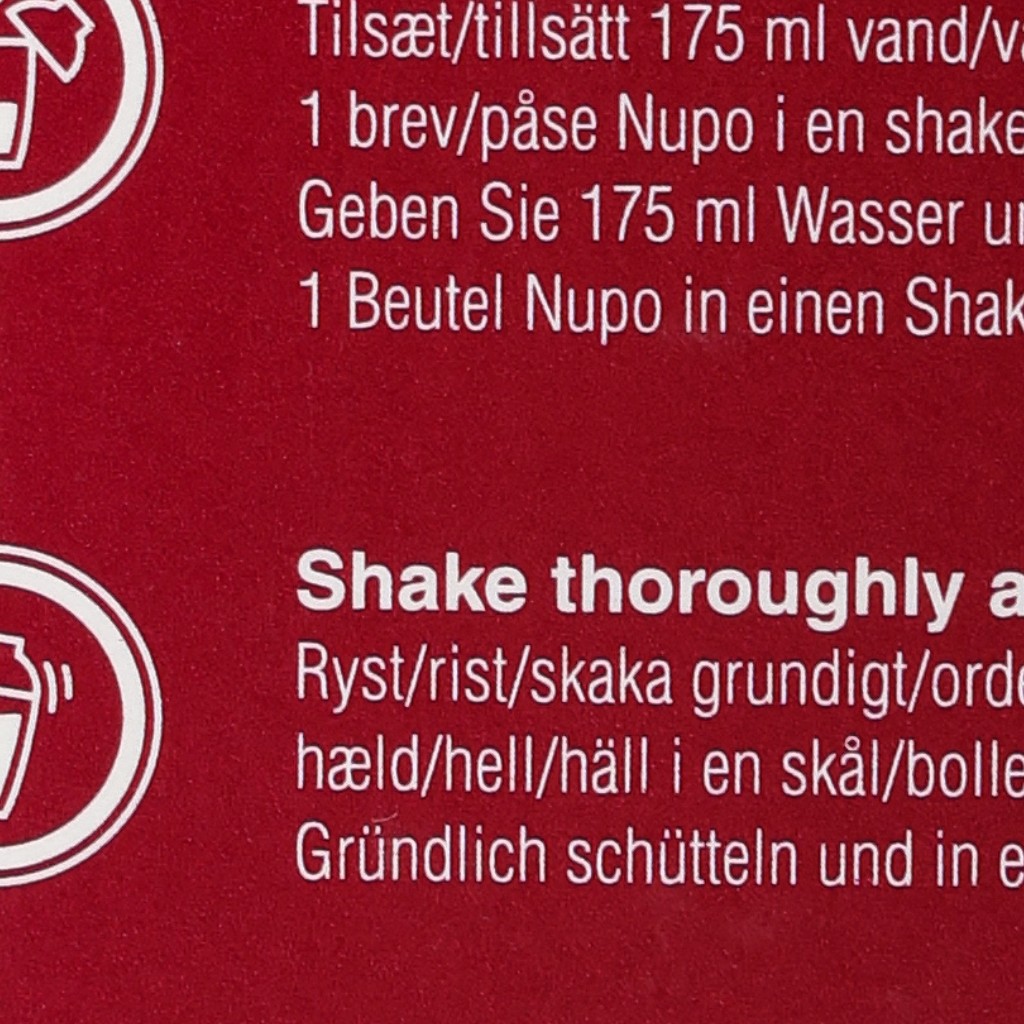 Tilsæt/tillsätt 175 ml vand/
1 brev/påse Nupo i en shake
Geben Sie 175 ml Wasser
1 Beutel Nupo in einen Shak
Shake thoroughly a
Ryst/rist/skaka grundigt/orde
hæld/hell/häll i en skål/bolle
Gründlich schütteln und in e